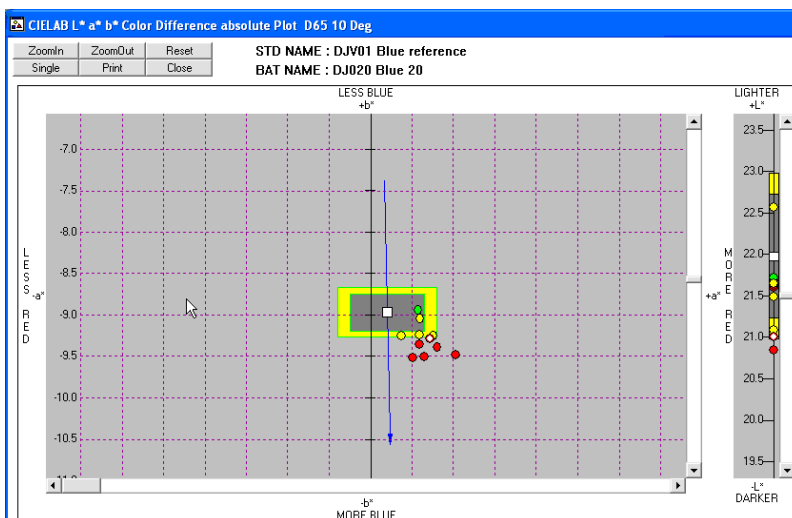 CIELAB L* a* b* Color Difference absolute Plot D65 10 Deg
ZoomIn ZoomOut Reset
Single Print Close
STD NAME : DJV01 Blue reference
BAT NAME : DJ020 Blue 20
LESS BLUE
+b*
LIGHTER
+L*
-7.0
-7.5
-8.0
-8.5
-9.0
-9.5
-10.0
-10.5
-11.0
LESS RED
-a*
+a*
MORE RED
23.5
23.0
22.5
22.0
21.5
21.0
20.5
20.0
19.5
-b*
MORE BLUE
-L*
DARKER